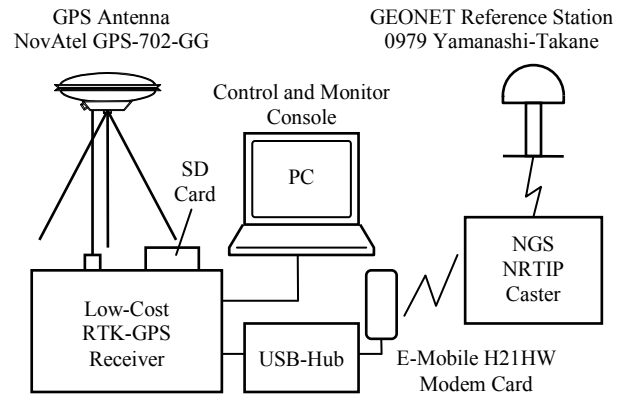 GPS Antenna
NovAtel GPS-702-GG
GEONET Reference Station
0979 Yamanashi-Takane
Control and Monitor
Console
SD
Card
PC
NGS
NRTIP
Caster
Low-Cost
RTK-GPS
Receiver
USB-Hub
E-Mobile H21HW
Modem Card